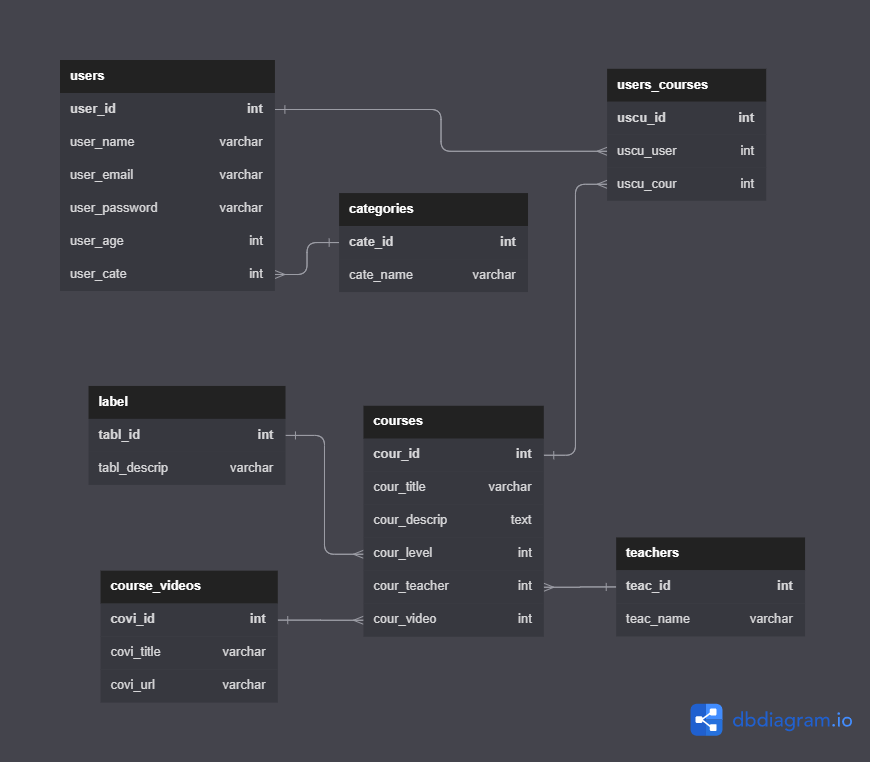 users
user_id int
user_name varchar
user_email varchar
user_password varchar
user_age int
user_cate int
users_courses
uscu_id int
uscu_user int
uscu_cour int
categories
cate_id int
cate_name varchar
label
tabl_id int
tabl_descrip varchar
courses
cour_id int
cour_title varchar
cour_descrip text
cour_level int
cour_teacher int
cour_video int
course_videos
covi_id int
covi_title varchar
covi_url varchar
teachers
teac_id int
teac_name varchar
dbdiagram.io